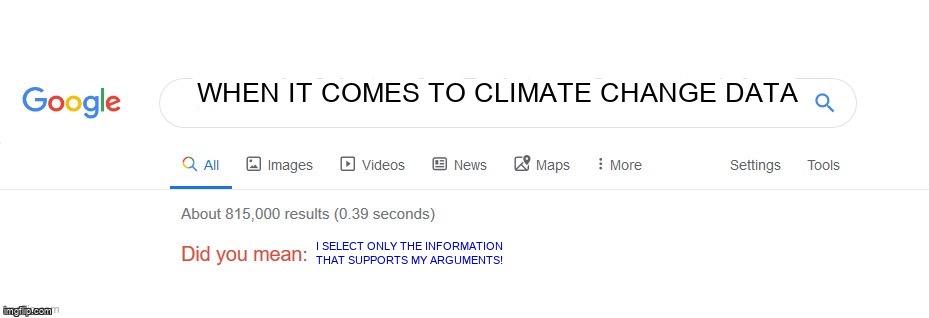 Google
WHEN IT COMES TO CLIMATE CHANGE DATA
All Images Videos News Maps More Settings Tools
About 815,000 results (0.39 seconds)
Did you mean: I SELECT ONLY THE INFORMATION
THAT SUPPORTS MY ARGUMENTS!
imgflip.com